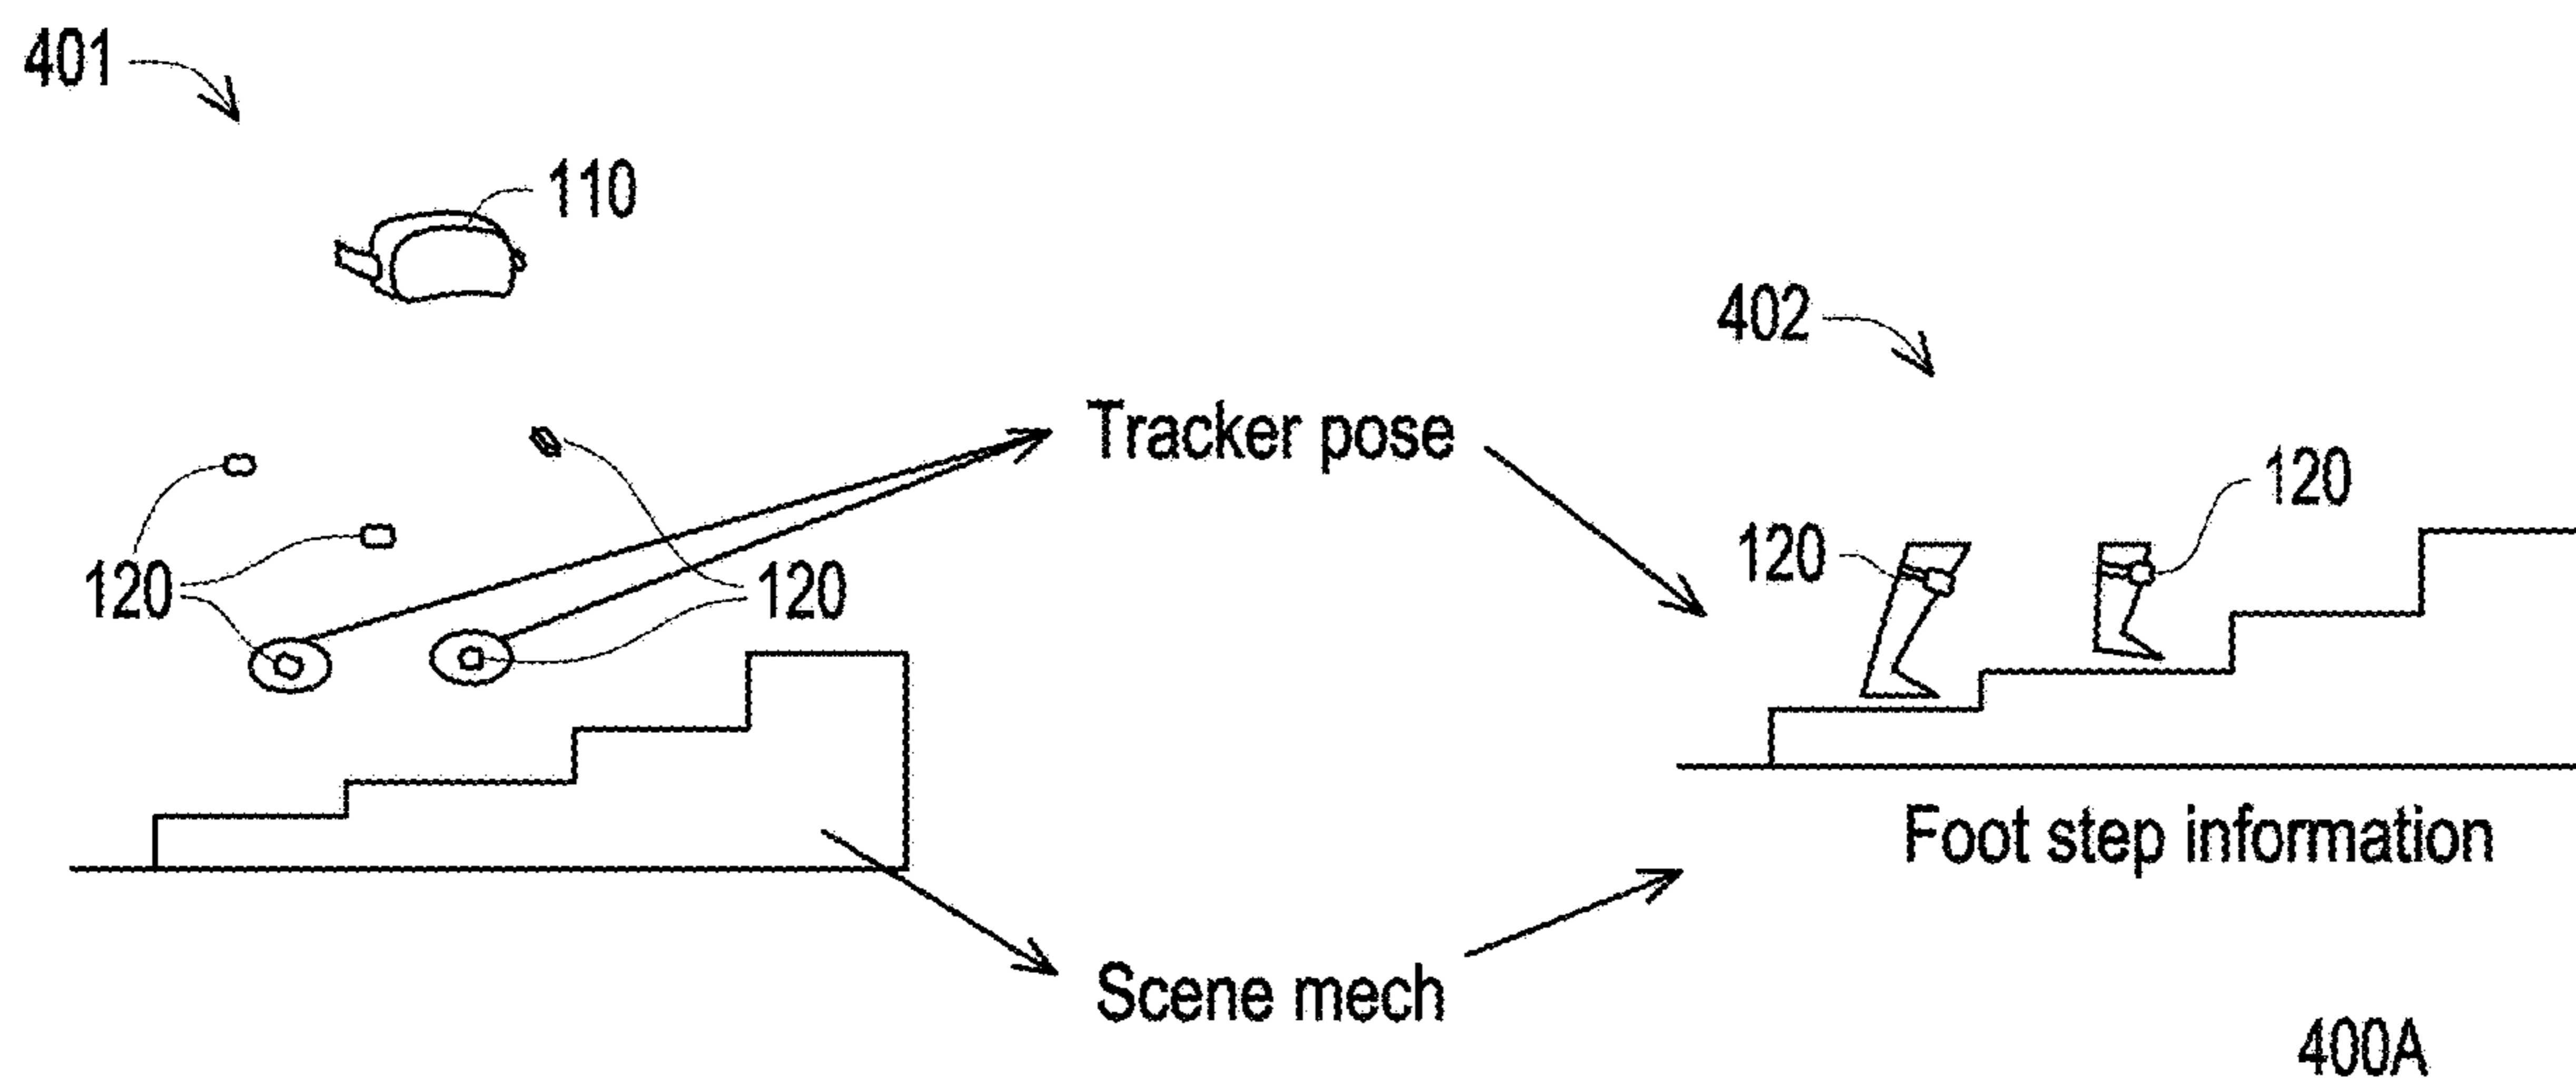 401
110
402
Tracker pose
120
120
120
120
Foot step information
Scene mech
400A